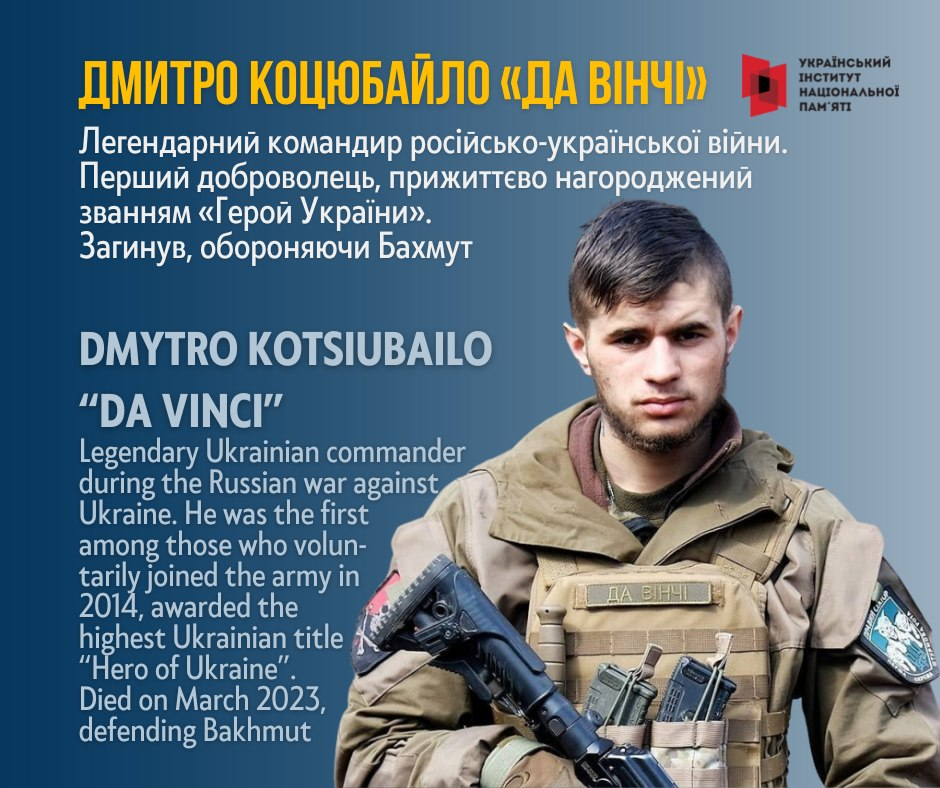 ДМИТРО КОЦЮБАЙЛО «ДА ВІНЧІ»
УКРАЇНСЬКИЙ
ІНСТИТУТ
НАЦІОНАЛЬНОЇ
ПАМ'ЯТІ
Легендарний командир російсько-української війни.
Перший доброволець, прижиттєво нагороджений
званням «Герой України».
Загинув, обороняючи Бахмут
DMYTRO KOTSIUBAILO
“DA VINCI”
Legendary Ukrainian commander
during the Russian war against
Ukraine. He was the first
among those who volun-
tarily joined the army in
2014, awarded the
highest Ukrainian title
“Hero of Ukraine”.
Died on March 2023,
defending Bakhmut
ДА ВІНЧІ